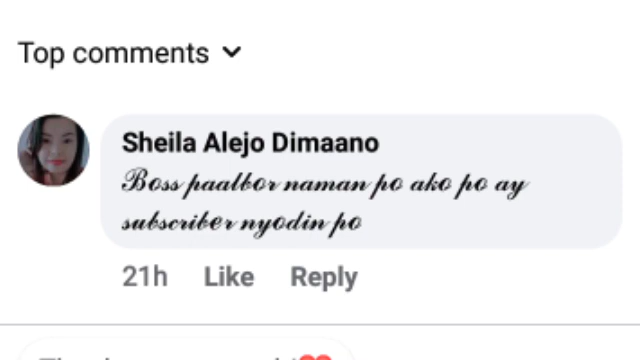 Top comments
Sheila Alejo Dimaano
Boss paalbor naman po ako po ay
subscriber nyodin po
21h Like Reply